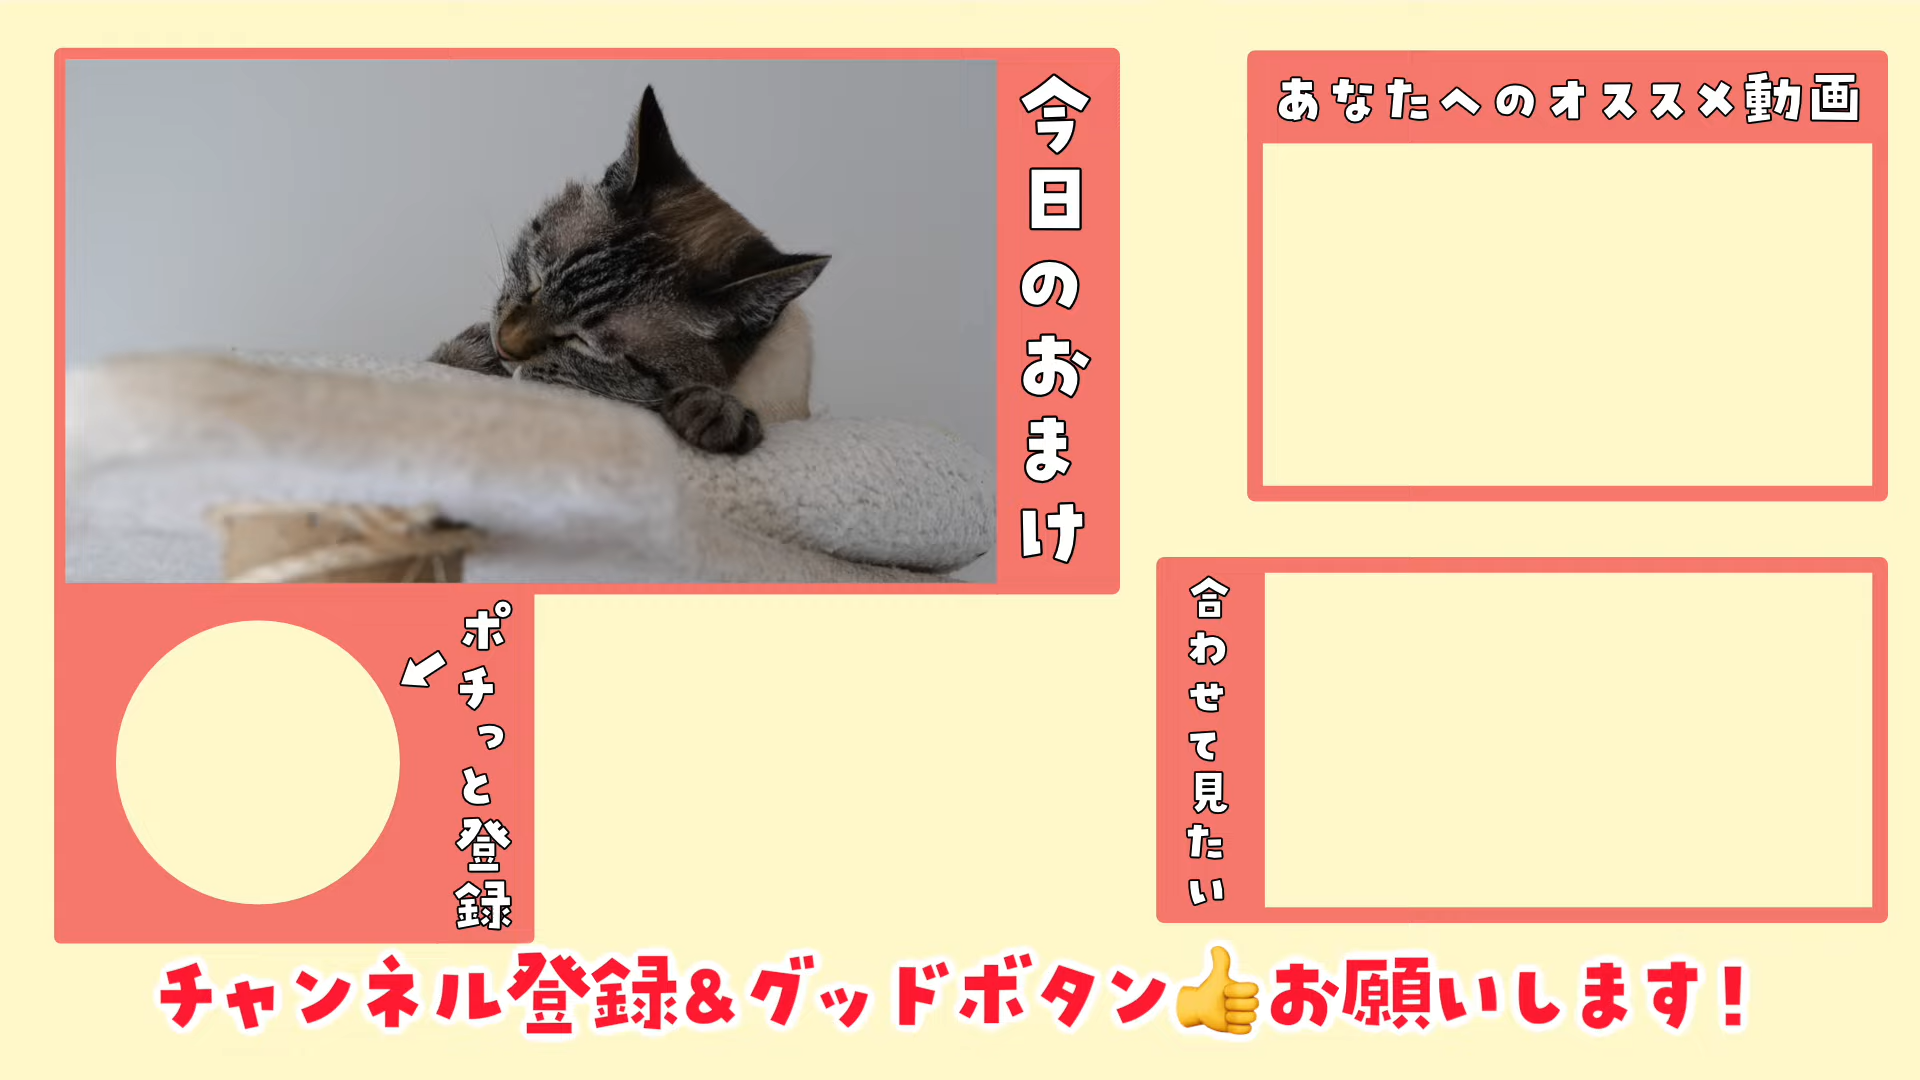 今日のおまけ
あなたへのオススメ動画
ポチっと登録
合わせて見たい
チャンネル登録&グッドボタン👍お願いします!